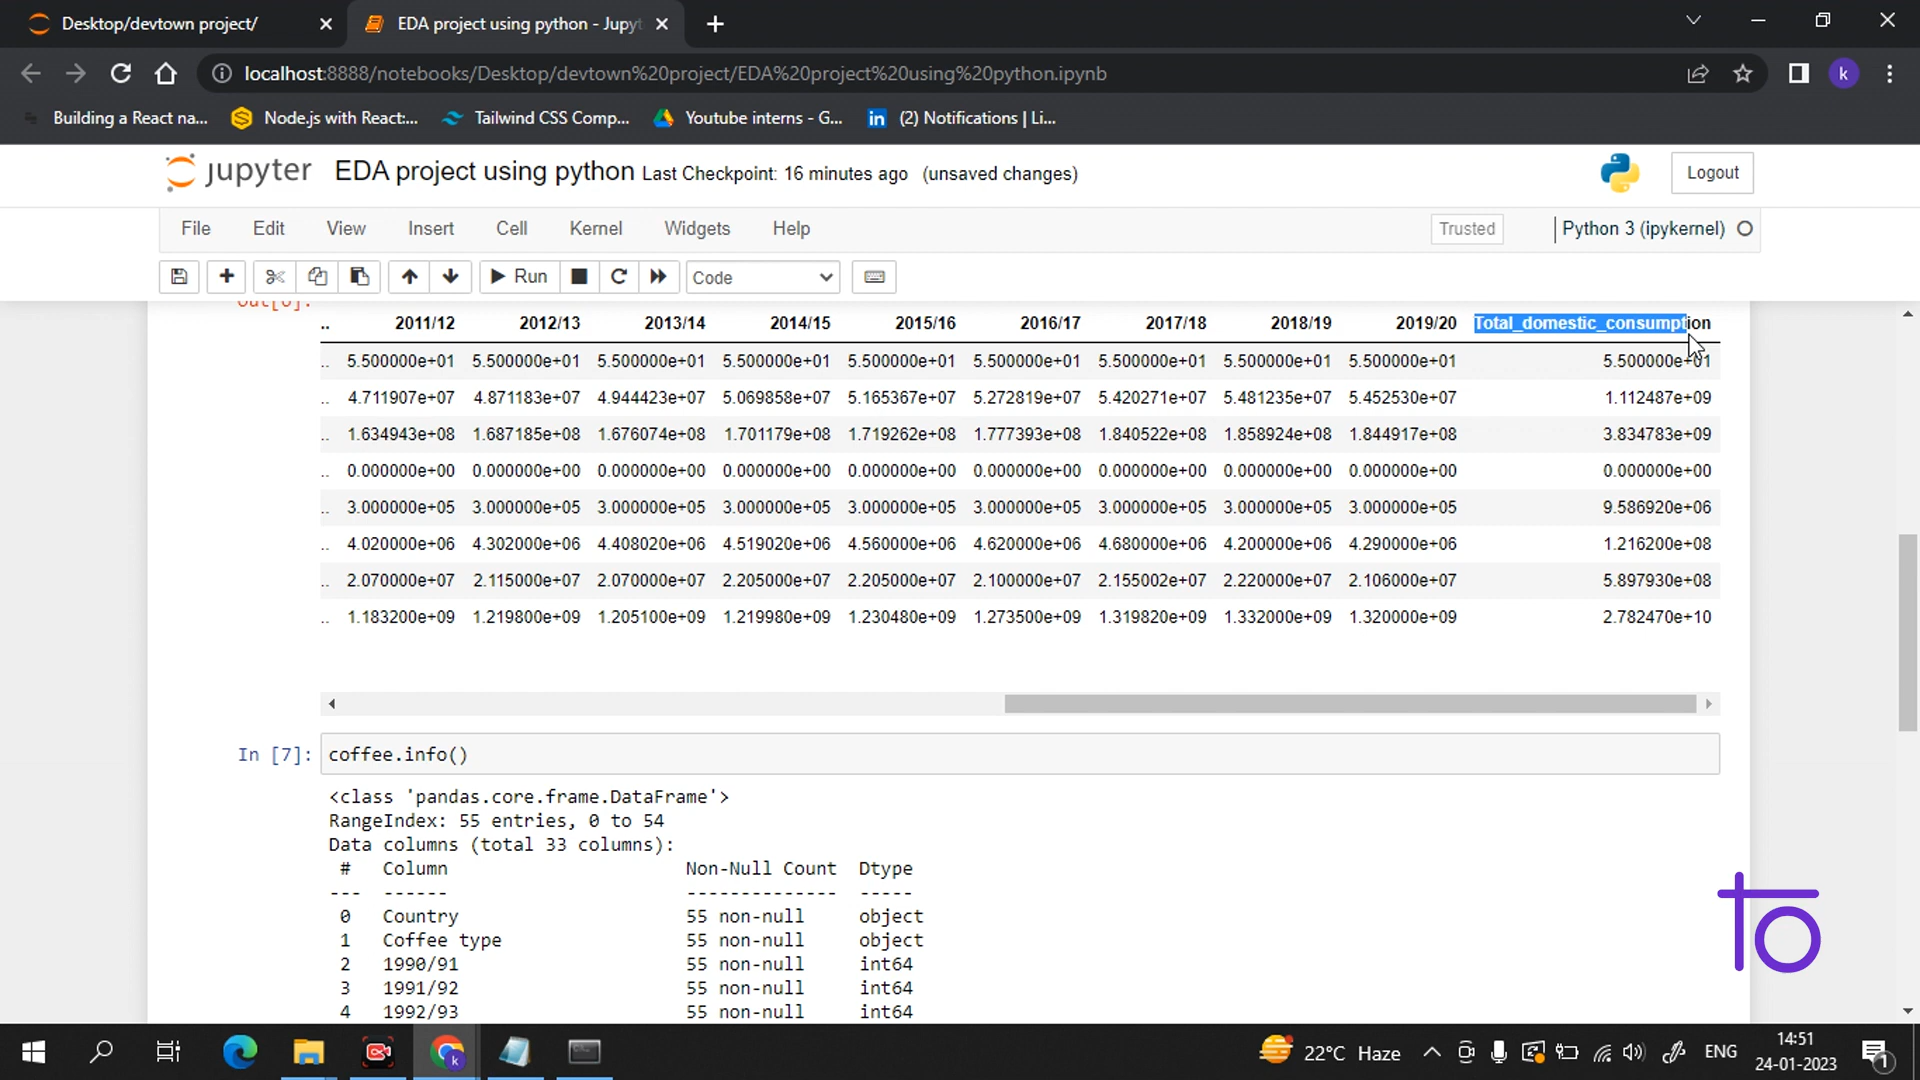 Desktop/devtown project/
EDA project using python - Jupyt
localhost:8888/notebooks/Desktop/devtown%20project/EDA%20project%20using%20python.ipynb
k
Building a React na...
Node.js with React:...
Tailwind CSS Comp...
Youtube interns - G...
(2) Notifications | Li...
jupyter EDA project using python Last Checkpoint: 16 minutes ago (unsaved changes)
Logout
File Edit View Insert Cell Kernel Widgets Help
Trusted
Python 3 (ipykernel)
Run
Code
.. 2011/12 2012/13 2013/14 2014/15 2015/16 2016/17 2017/18 2018/19 2019/20 Total_domestic_consumption
.. 5.500000e+01 5.500000e+01 5.500000e+01 5.500000e+01 5.500000e+01 5.500000e+01 5.500000e+01 5.500000e+01 5.500000e+01 5.500000e+01
.. 4.711907e+07 4.871183e+07 4.944423e+07 5.069858e+07 5.165367e+07 5.272819e+07 5.420271e+07 5.481235e+07 5.452530e+07 1.112487e+09
.. 1.634943e+08 1.687185e+08 1.676074e+08 1.701179e+08 1.719262e+08 1.777393e+08 1.840522e+08 1.858924e+08 1.844917e+08 3.834783e+09
.. 0.000000e+00 0.000000e+00 0.000000e+00 0.000000e+00 0.000000e+00 0.000000e+00 0.000000e+00 0.000000e+00 0.000000e+00 0.000000e+00
.. 3.000000e+05 3.000000e+05 3.000000e+05 3.000000e+05 3.000000e+05 3.000000e+05 3.000000e+05 3.000000e+05 3.000000e+05 9.586920e+06
.. 4.020000e+06 4.302000e+06 4.408020e+06 4.519020e+06 4.560000e+06 4.620000e+06 4.680000e+06 4.200000e+06 4.290000e+06 1.216200e+08
.. 2.070000e+07 2.115000e+07 2.070000e+07 2.205000e+07 2.205000e+07 2.100000e+07 2.155002e+07 2.220000e+07 2.106000e+07 5.897930e+08
.. 1.183200e+09 1.219800e+09 1.205100e+09 1.219980e+09 1.230480e+09 1.273500e+09 1.319820e+09 1.332000e+09 1.320000e+09 2.782470e+10
In [7]: coffee.info()
<class 'pandas.core.frame.DataFrame'>
RangeIndex: 55 entries, 0 to 54
Data columns (total 33 columns):
# Column Non-Null Count Dtype
--- ------ -------------- -----
0 Country 55 non-null object
1 Coffee type 55 non-null object
2 1990/91 55 non-null int64
3 1991/92 55 non-null int64
4 1992/93 55 non-null int64
22°C Haze
ENG
14:51
24-01-2023
1